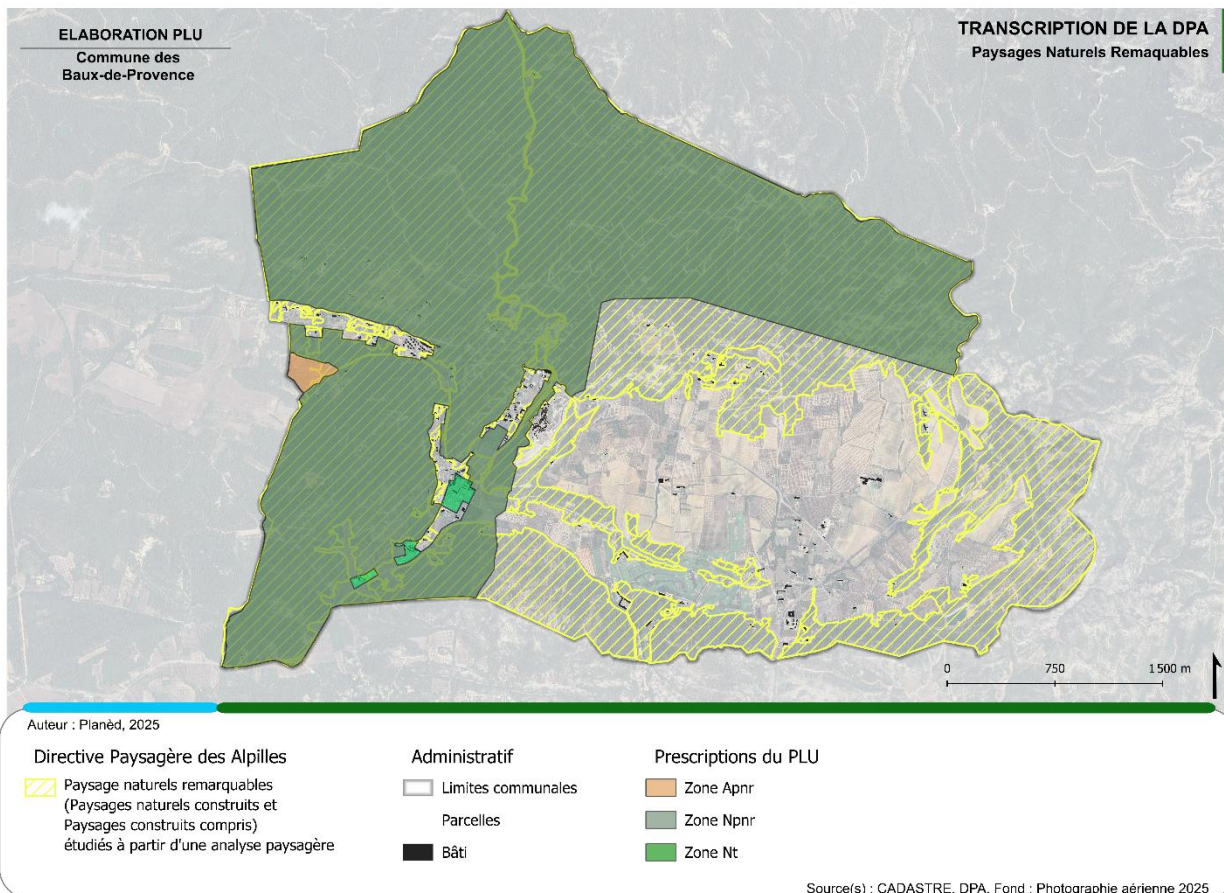 ELABORATION PLU
Commune des
Baux-de-Provence
TRANSCRIPTION DE LA DPA
Paysages Naturels Remaquables
0 750 1 500 m
Auteur : Planèd, 2025
Directive Paysagère des Alpilles
Paysage naturels remarquables
(Paysages naturels construits et
Paysages construits compris)
étudiés à partir d'une analyse paysagère
Administratif
Limites communales
Parcelles
Bâti
Prescriptions du PLU
Zone Apnr
Zone Npnr
Zone Nt
Source(s) : CADASTRE, DPA, Fond : Photographie aérienne 2025